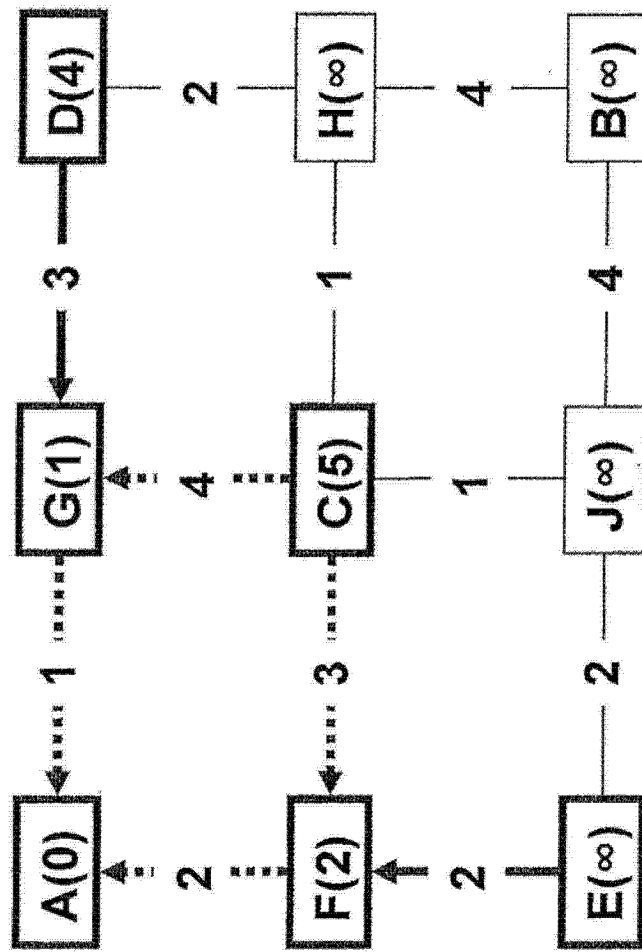 A(0) 1 G(1) 3 D(4)
2 4 2
F(2) 3 C(5) 1 H(∞)
2 1 4
E(∞) 2 J(∞) 4 B(∞)